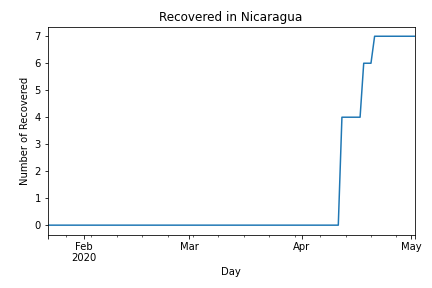 Recovered in Nicaragua
Number of Recovered
7
6
5
4
3
2
1
0
Feb
2020
Mar
Apr
May
Day